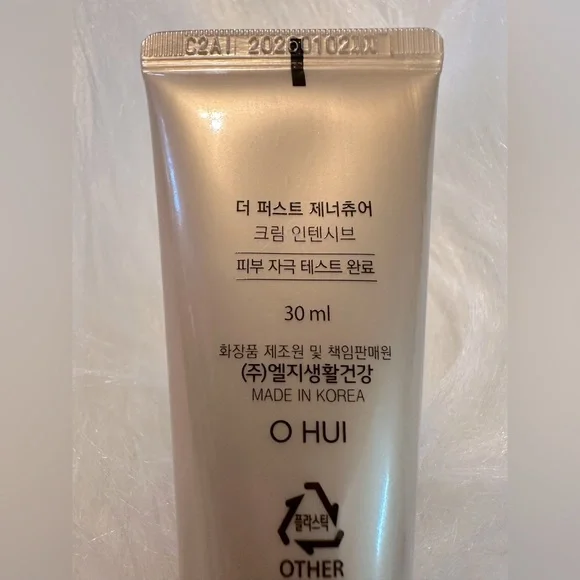 C2A1 20260102
더 퍼스트 제너츄어
크림 인텐시브
피부 자극 테스트 완료
30 ml
화장품 제조원 및 책임판매원
(주)엘지생활건강
MADE IN KOREA
O HUI
플라스틱
OTHER